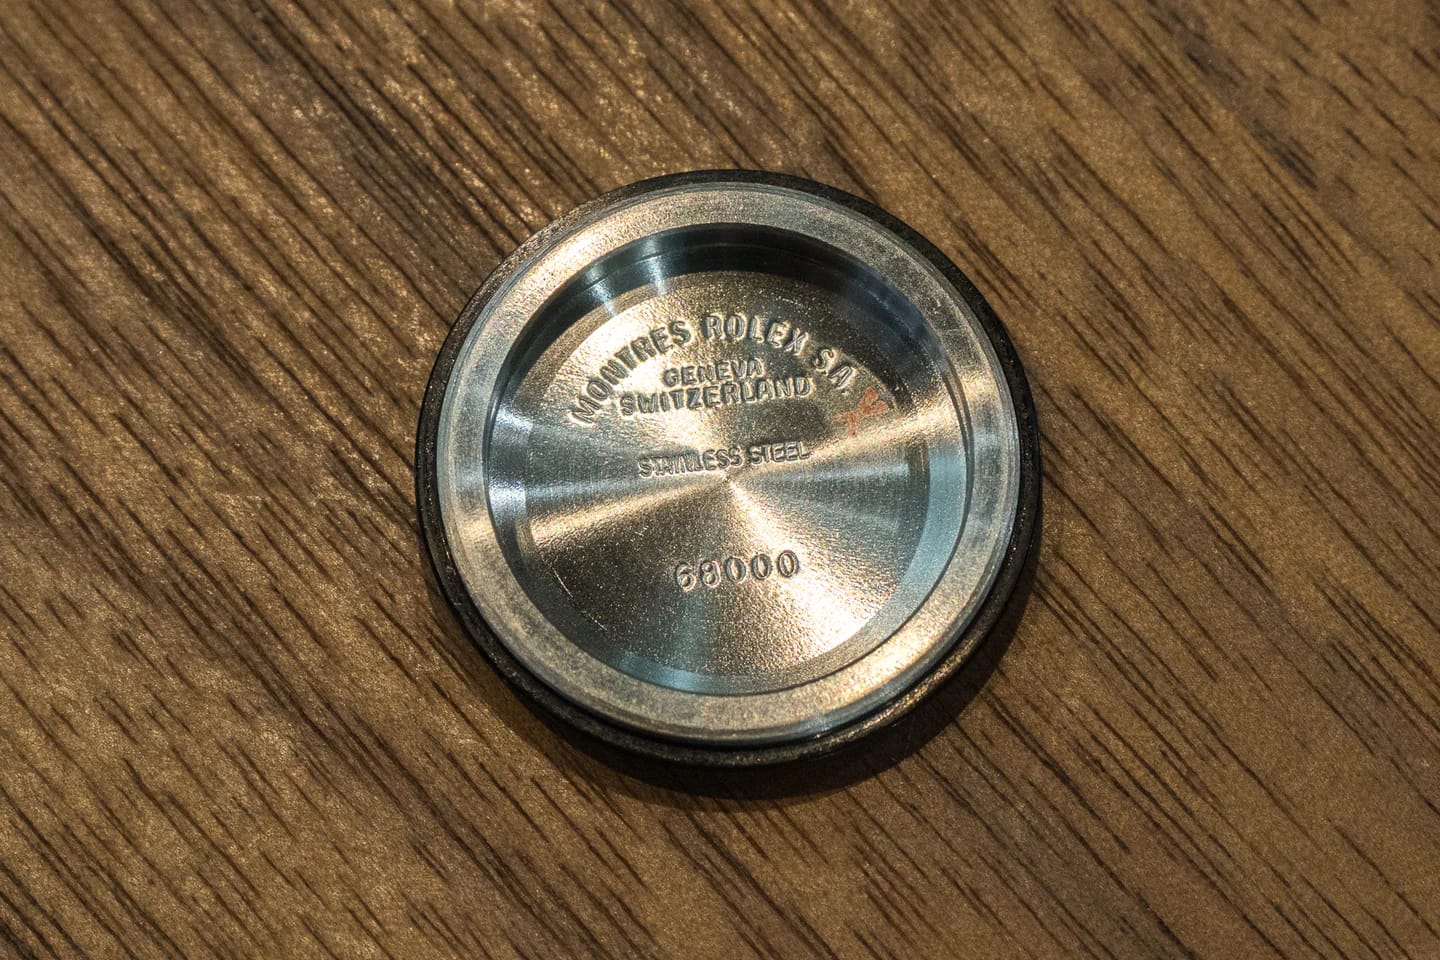 MONTRES ROLEX S A
GENEVA
SWITZERLAND
STAINLESS STEEL
68000